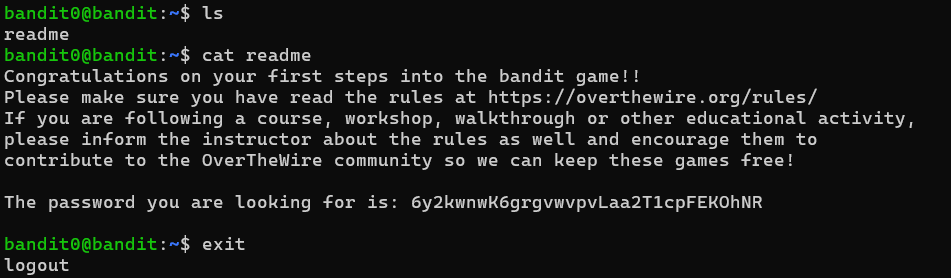 bandit0@bandit:~$ ls
readme
bandit0@bandit:~$ cat readme
Congratulations on your first steps into the bandit game!!
Please make sure you have read the rules at https://overthewire.org/rules/
If you are following a course, workshop, walkthrough or other educational activity,
please inform the instructor about the rules as well and encourage them to
contribute to the OverTheWire community so we can keep these games free!

The password you are looking for is: 6y2kwnwK6grgvwvpvLaa2T1cpFEKOhNR

bandit0@bandit:~$ exit
logout